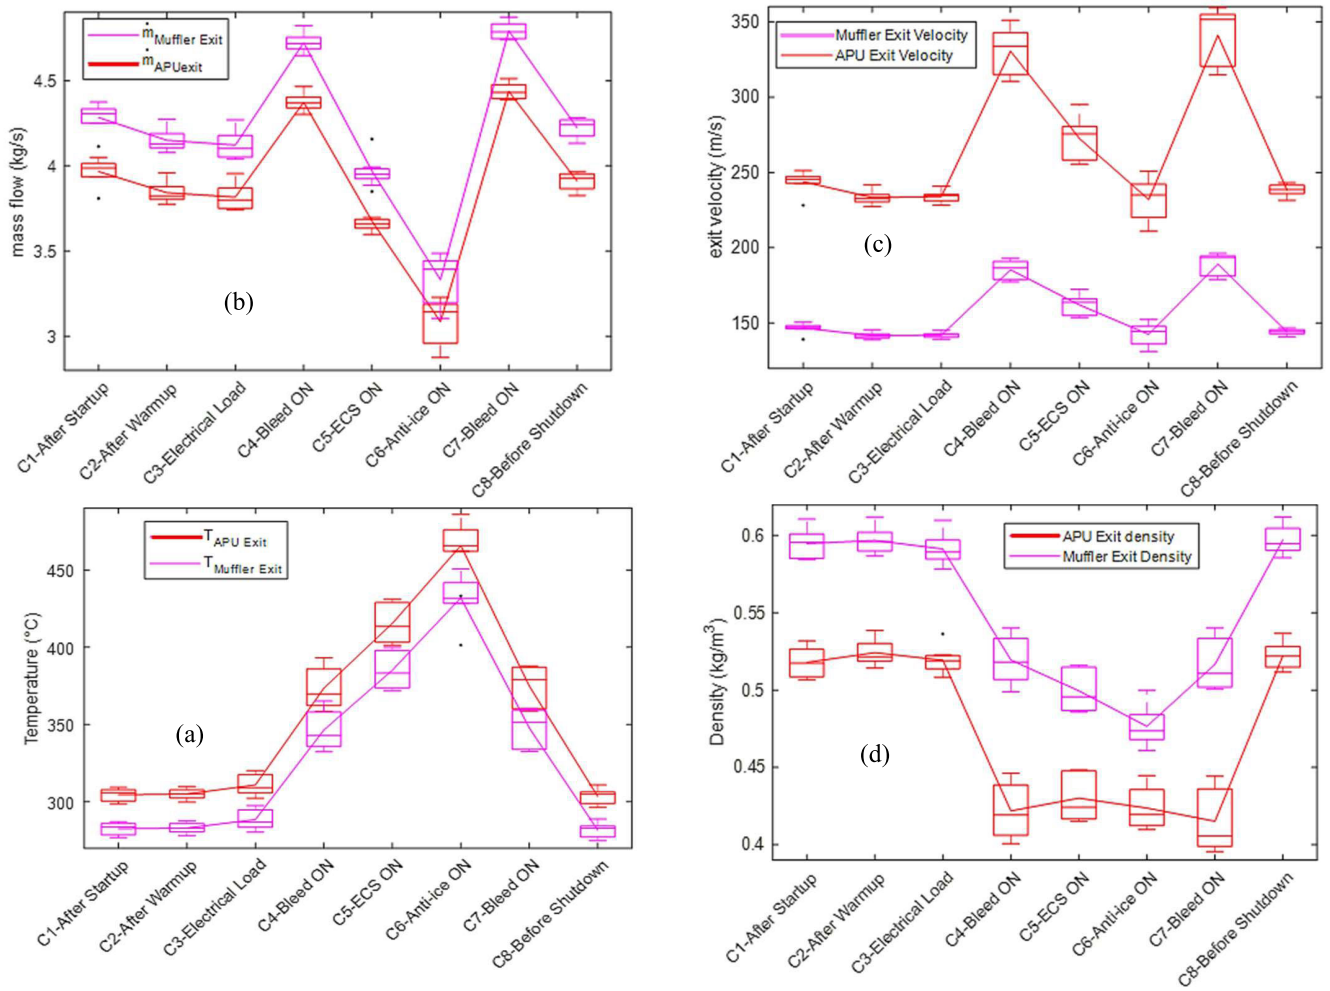 ṁMuffler Exit
ṁAPUexit
4.5
4
3.5
3
mass flow (kg/s)
(b)
C1-After Startup
C2-After Warmup
C3-Electrical Load
C4-Bleed ON
C5-ECS ON
C6-Anti-ice ON
C7-Bleed ON
C8-Before Shutdown
Muffler Exit Velocity
APU Exit Velocity
350
300
250
200
150
exit velocity (m/s)
(c)
C1-After Startup
C2-After Warmup
C3-Electrical Load
C4-Bleed ON
C5-ECS ON
C6-Anti-ice ON
C7-Bleed ON
C8-Before Shutdown
TAPU Exit
TMuffler Exit
450
400
350
300
Temperature (°C)
(a)
C1-After Startup
C2-After Warmup
C3-Electrical Load
C4-Bleed ON
C5-ECS ON
C6-Anti-ice ON
C7-Bleed ON
C8-Before Shutdown
APU Exit density
Muffler Exit Density
0.6
0.55
0.5
0.45
0.4
Density (kg/m³)
(d)
C1-After Startup
C2-After Warmup
C3-Electrical Load
C4-Bleed ON
C5-ECS ON
C6-Anti-ice ON
C7-Bleed ON
C8-Before Shutdown